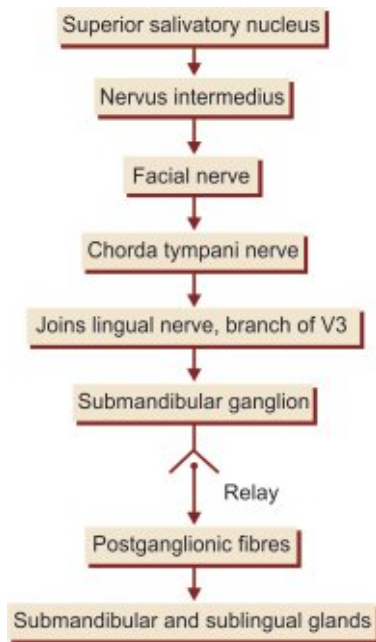 Superior salivatory nucleus
Nervus intermedius
Facial nerve
Chorda tympani nerve
Joins lingual nerve, branch of V3
Submandibular ganglion
Relay
Postganglionic fibres
Submandibular and sublingual glands